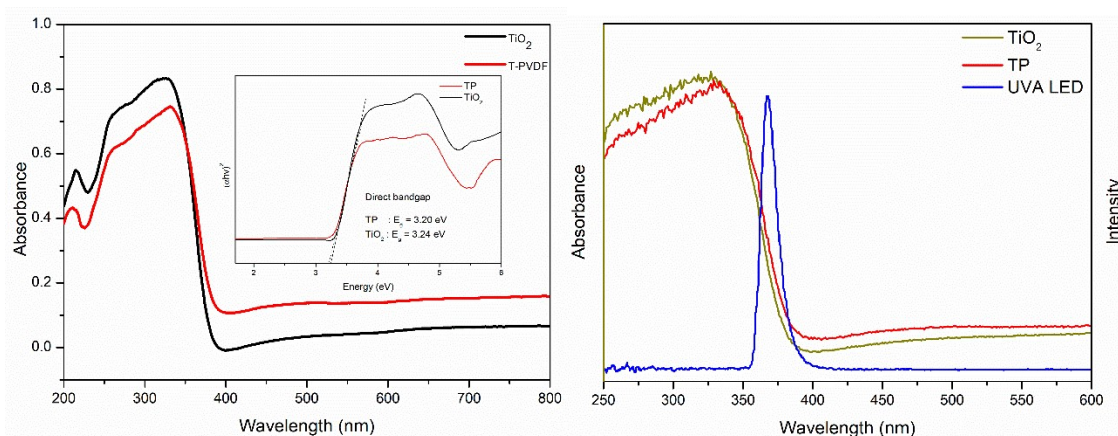 1.0
0.8
0.6
0.4
0.2
0.0
Absorbance
200 300 400 500 600 700 800
Wavelength (nm)
TiO2
T-PVDF
(αhν)2
TP
TiO2
Direct bandgap
TP : Eg = 3.20 eV
TiO2 : Eg = 3.24 eV
2 3 4 5 6
Energy (eV)
TiO2
TP
UVA LED
Absorbance
Intensity
250 300 350 400 450 500 550 600
Wavelength (nm)